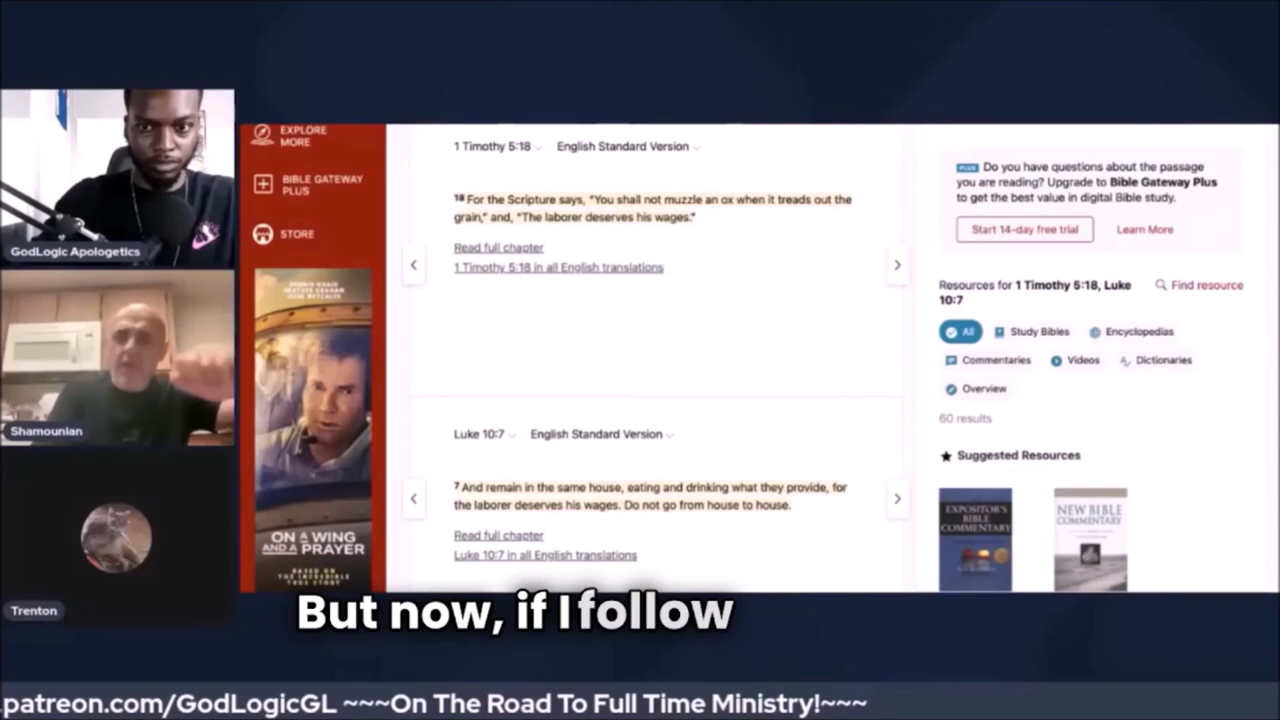 GodLogic Apologetics
Shamounian
Trenton
EXPLORE
MORE
BIBLE GATEWAY
PLUS
STORE
DENNIS QUAID
HEATHER GRAHAM
JESSE METCALFE
ON A WING
AND A PRAYER
BASED ON
THE INCREDIBLE
TRUE STORY
1 Timothy 5:18 English Standard Version
18 For the Scripture says, “You shall not muzzle an ox when it treads out the
grain,” and, “The laborer deserves his wages.”
Read full chapter
1 Timothy 5:18 in all English translations
Luke 10:7 English Standard Version
7 And remain in the same house, eating and drinking what they provide, for
the laborer deserves his wages. Do not go from house to house.
Read full chapter
Luke 10:7 in all English translations
PLUS Do you have questions about the passage
you are reading? Upgrade to Bible Gateway Plus
to get the best value in digital Bible study.
Start 14-day free trial Learn More
Resources for 1 Timothy 5:18, Luke
10:7
Find resource
All Study Bibles Encyclopedias
Commentaries Videos Dictionaries
Overview
60 results
Suggested Resources
EXPOSITOR'S
BIBLE
COMMENTARY
NEW BIBLE
COMMENTARY
But now, if I follow
.patreon.com/GodLogicGL ~~~On The Road To Full Time Ministry!~~~